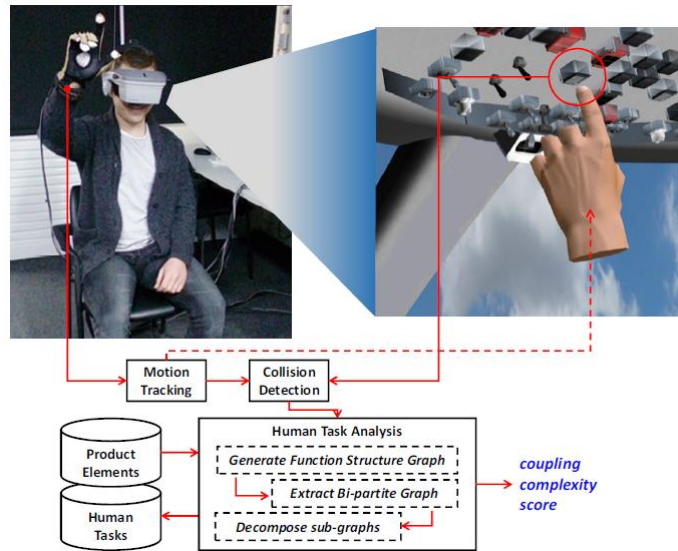 Motion
Tracking
Collision
Detection
Human Task Analysis
Product
Elements
Generate Function Structure Graph
Extract Bi-partite Graph
Decompose sub-graphs
Human
Tasks
coupling
complexity
score